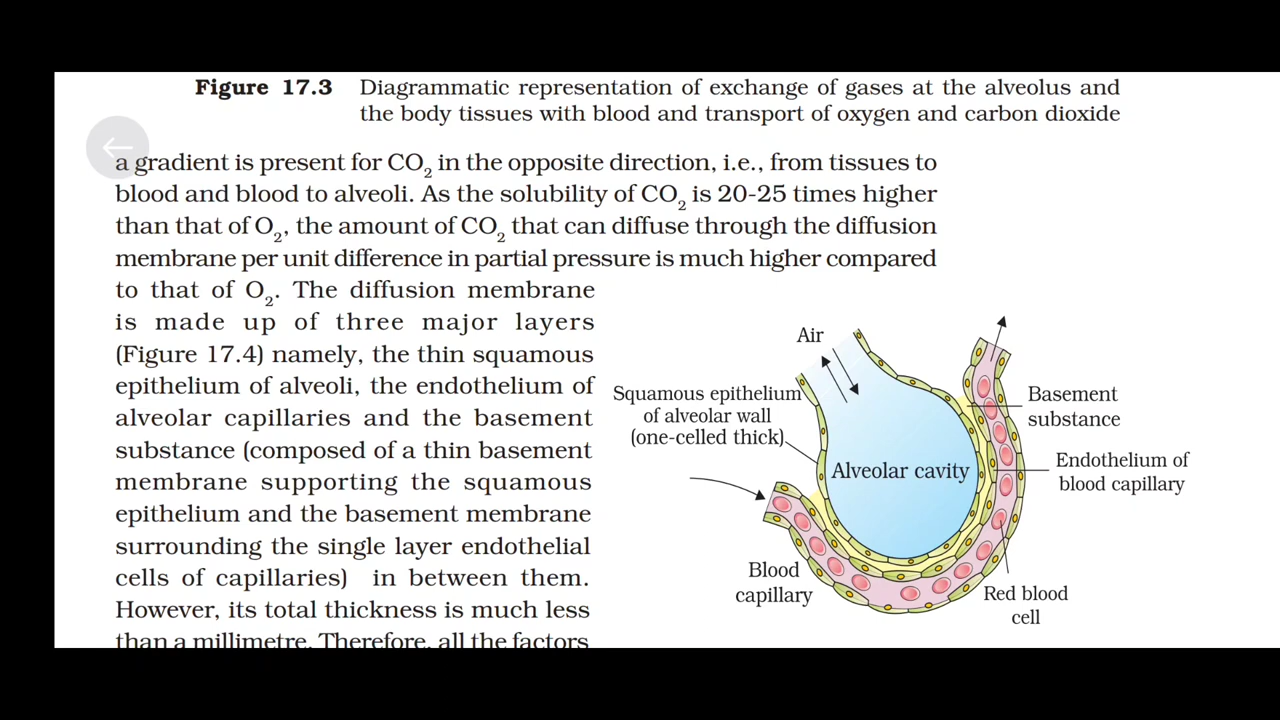 Figure 17.3 Diagrammatic representation of exchange of gases at the alveolus and
the body tissues with blood and transport of oxygen and carbon dioxide
a gradient is present for CO₂ in the opposite direction, i.e., from tissues to
blood and blood to alveoli. As the solubility of CO₂ is 20-25 times higher
than that of O₂, the amount of CO₂ that can diffuse through the diffusion
membrane per unit difference in partial pressure is much higher compared
to that of O₂. The diffusion membrane
is made up of three major layers
(Figure 17.4) namely, the thin squamous
epithelium of alveoli, the endothelium of
alveolar capillaries and the basement
substance (composed of a thin basement
membrane supporting the squamous
epithelium and the basement membrane
surrounding the single layer endothelial
cells of capillaries) in between them.
However, its total thickness is much less
than a millimetre. Therefore, all the factors
Air
Squamous epithelium
of alveolar wall
(one-celled thick)
Alveolar cavity
Basement
substance
Endothelium of
blood capillary
Blood
capillary
Red blood
cell